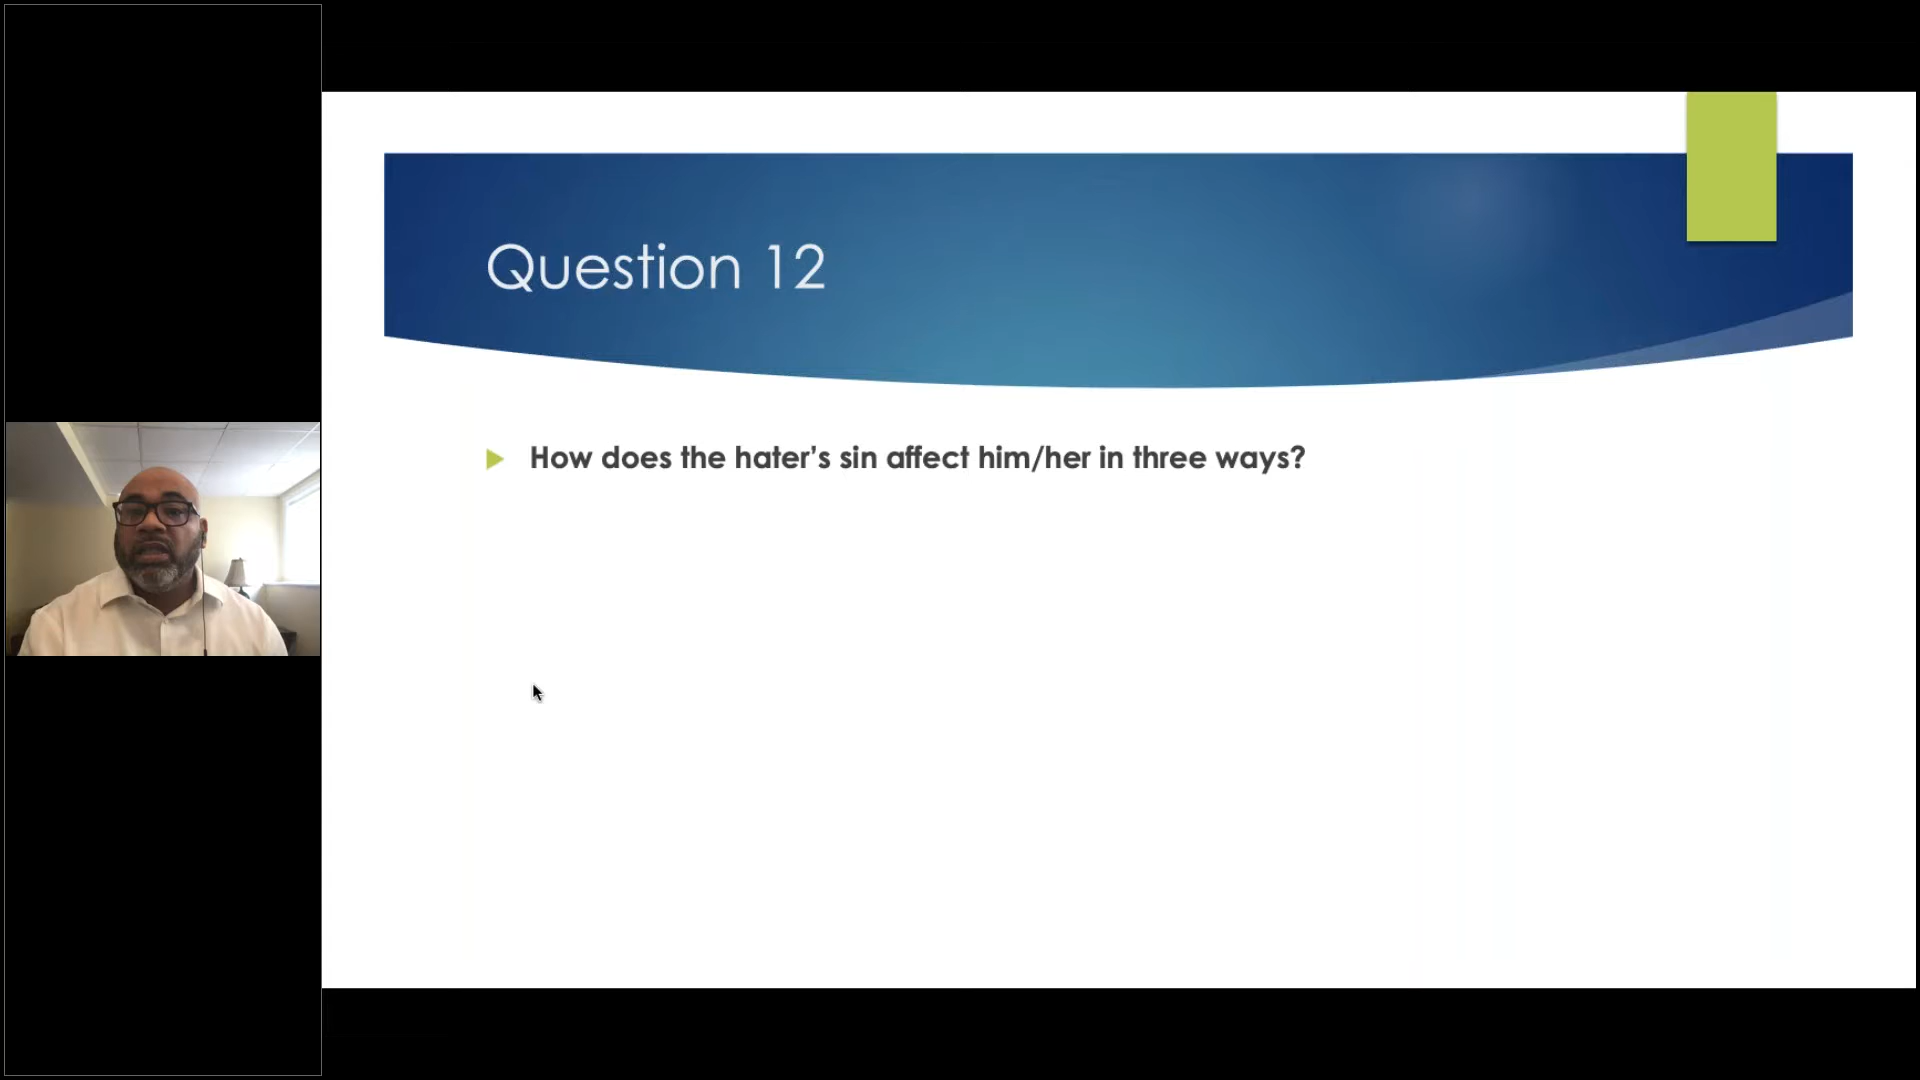 Question 12
How does the hater’s sin affect him/her in three ways?